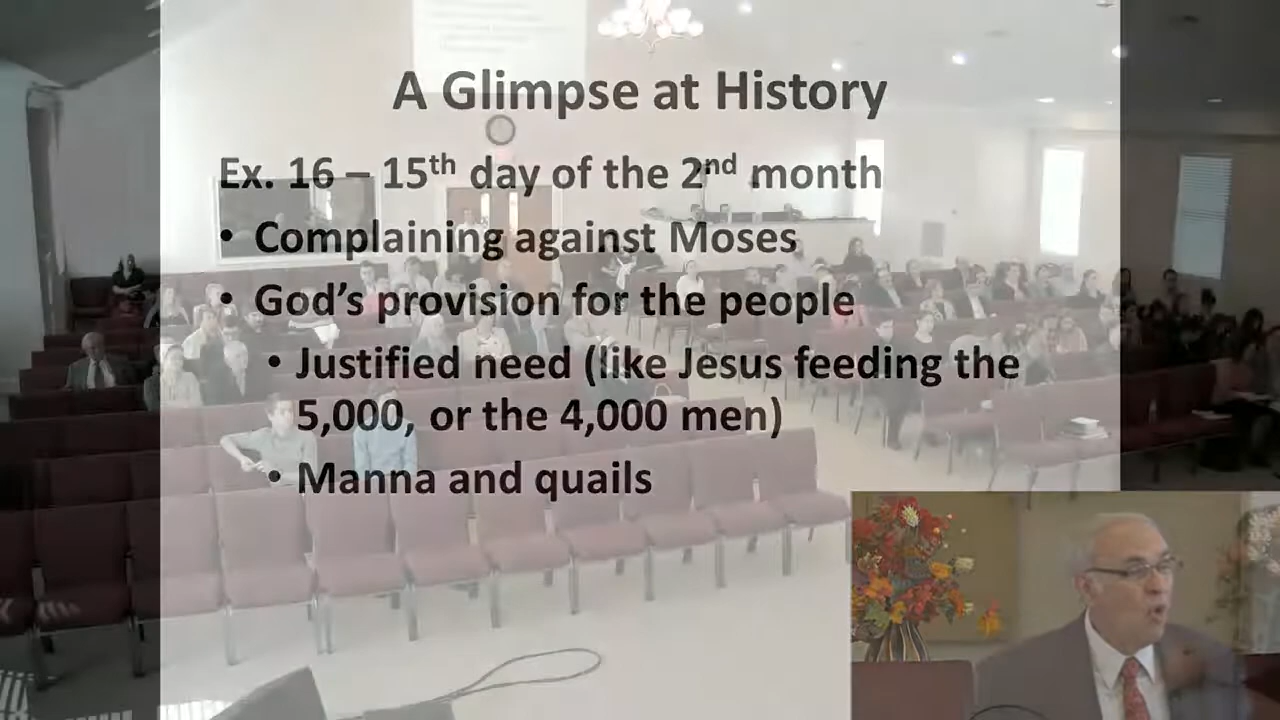 A Glimpse at History
Ex. 16 – 15th day of the 2nd month
• Complaining against Moses
• God's provision for the people
• Justified need (like Jesus feeding the
5,000, or the 4,000 men)
• Manna and quails